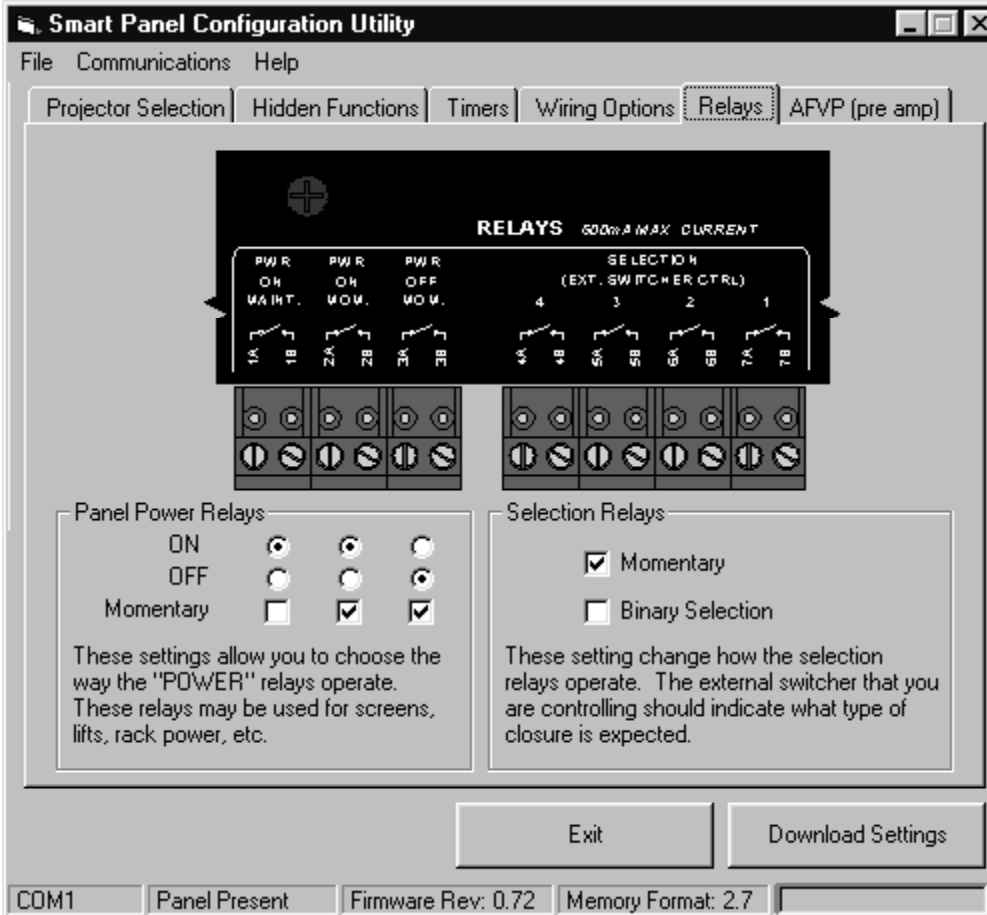 Smart Panel Configuration Utility
File Communications Help
Projector Selection Hidden Functions Timers Wiring Options Relays AFVP (pre amp)
RELAYS 600mA MAX CURRENT
PWR ON MAINT.
PWR ON MOM.
PWR OFF MOM.
SELECTION
(EXT. SWITCHER CTRL)
4 3 2 1
1A 1B 2A 2B 3A 3B 4A 4B 5A 5B 6A 6B 7A 7B
Panel Power Relays
ON
OFF
Momentary
These settings allow you to choose the
way the "POWER" relays operate.
These relays may be used for screens,
lifts, rack power, etc.
Selection Relays
Momentary
Binary Selection
These setting change how the selection
relays operate. The external switcher that you
are controlling should indicate what type of
closure is expected.
Exit Download Settings
COM1 Panel Present Firmware Rev: 0.72 Memory Format: 2.7